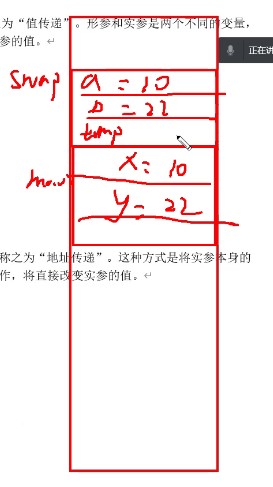 为“值传递”。形参和实参是两个不同的变量，
参的值。
正在讲
swap
a = 10
b = 22
temp
x = 10
main
y = 22
称之为“地址传递”。这种方式是将实参本身的
作，将直接改变实参的值。